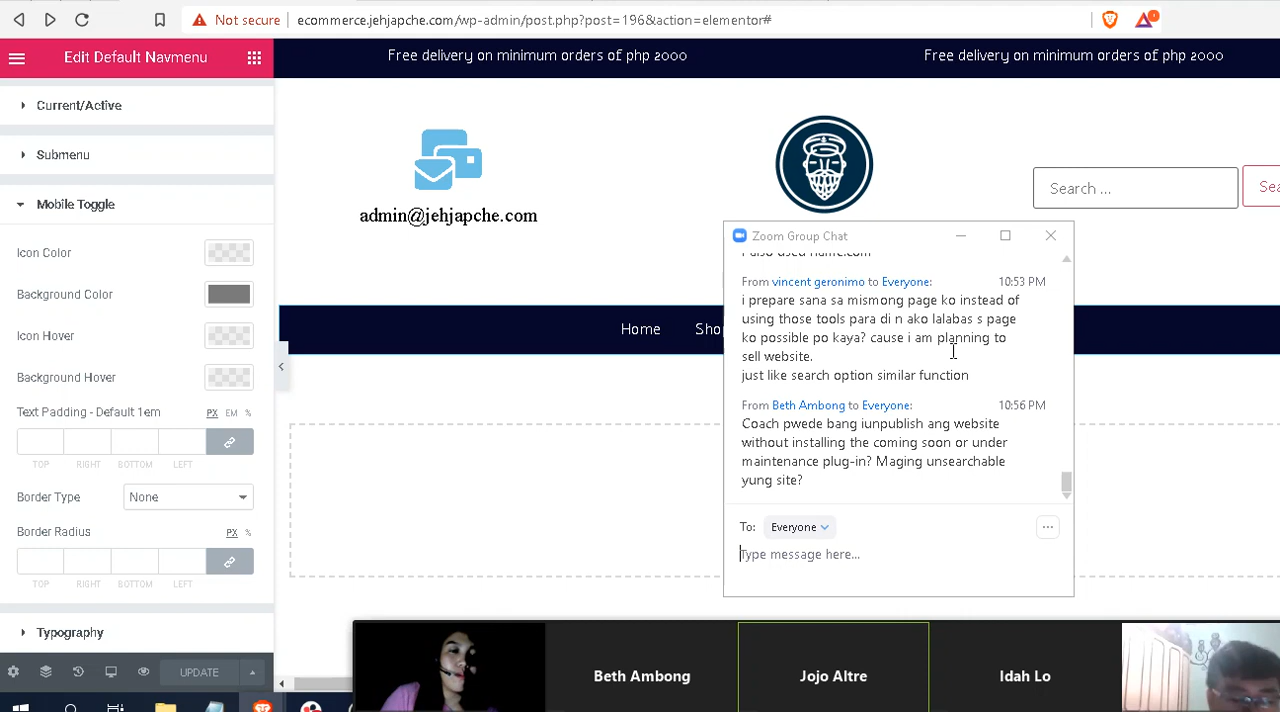 Not secure
ecommerce.jehjapche.com/wp-admin/post.php?post=196&action=elementor#
Edit Default Navmenu
Free delivery on minimum orders of php 2000
Free delivery on minimum orders of php 2000
Current/Active
Submenu
Mobile Toggle
Icon Color
Background Color
Icon Hover
Background Hover
Text Padding - Default 1em
PX EM %
TOP RIGHT BOTTOM LEFT
Border Type
None
Border Radius
PX %
TOP RIGHT BOTTOM LEFT
Typography
UPDATE
admin@jehjapche.com
Search ...
Home
Zoom Group Chat
I also used name.com
From vincent geronimo to Everyone: 10:53 PM
i prepare sana sa mismong page ko instead of
using those tools para di n ako lalabas s page
ko possible po kaya? cause i am planning to
sell website.
just like search option similar function
From Beth Ambong to Everyone: 10:56 PM
Coach pwede bang iunpublish ang website
without installing the coming soon or under
maintenance plug-in? Maging unsearchable
yung site?
To: Everyone
Type message here...
Beth Ambong
Jojo Altre
Idah Lo